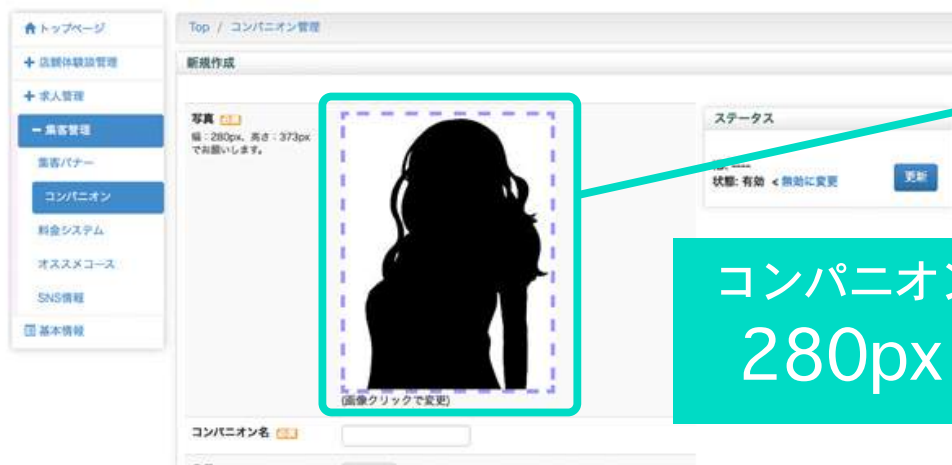 トップページ
Top / コンパニオン管理
+ 店舗体験談管理
新規作成
+ 求人管理
− 集客管理
集客バナー
コンパニオン
料金システム
オススメコース
SNS情報
基本情報
写真 必須
幅：280px、高さ：373px
でお願いします。
(画像クリックで変更)
コンパニオン名 必須
ステータス
状態: 有効 < 無効に変更
更新
コンパニオン
280px